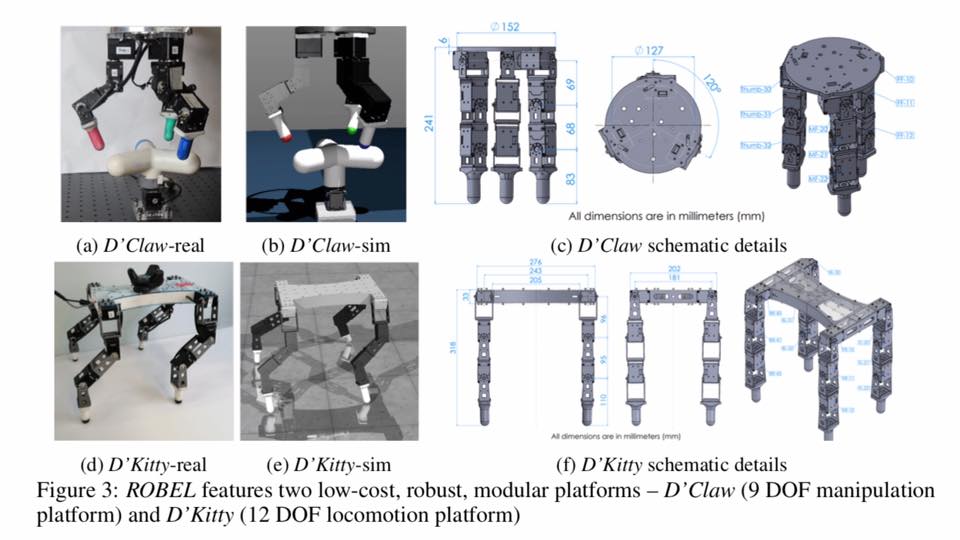 Ø 152
6
241
69
68
83
Ø 127
120°
Thumb-30
Thumb-31
Thumb-32
MF-20
MF-21
MF-22
FF-10
FF-11
FF-12
All dimensions are in millimeters (mm)
(a) D’Claw-real
(b) D’Claw-sim
(c) D’Claw schematic details
276
243
205
33
318
96
95
110
202
181
All dimensions are in millimeters (mm)
(d) D’Kitty-real
(e) D’Kitty-sim
(f) D’Kitty schematic details
Figure 3: ROBEL features two low-cost, robust, modular platforms – D’Claw (9 DOF manipulation
platform) and D’Kitty (12 DOF locomotion platform)